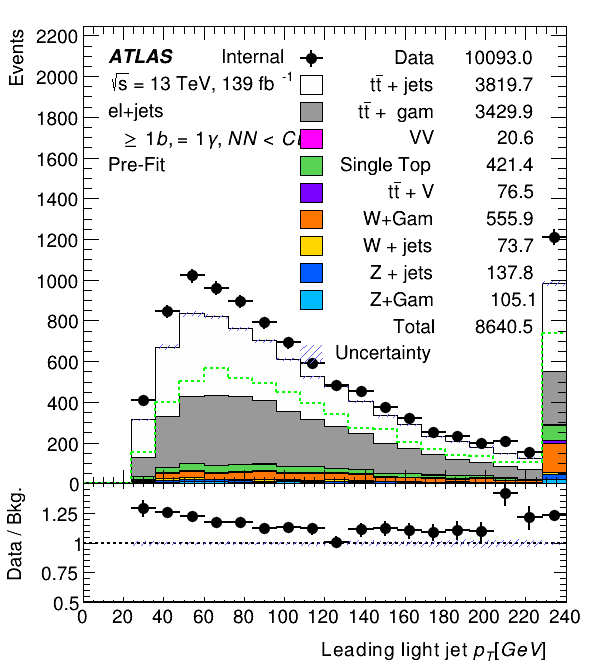 Events
2200
2000
1800
1600
1400
1200
1000
800
600
400
200
0
ATLAS Internal
√s = 13 TeV, 139 fb -1
el+jets
≥ 1b, = 1γ, NN < C
Pre-Fit
Data 10093.0
tt̄ + jets 3819.7
tt̄ + gam 3429.9
VV 20.6
Single Top 421.4
tt̄ + V 76.5
W+Gam 555.9
W + jets 73.7
Z + jets 137.8
Z+Gam 105.1
Total 8640.5
Uncertainty
Data / Bkg.
1.25
1
0.75
0.5
0 20 40 60 80 100 120 140 160 180 200 220 240
Leading light jet pT[GeV]